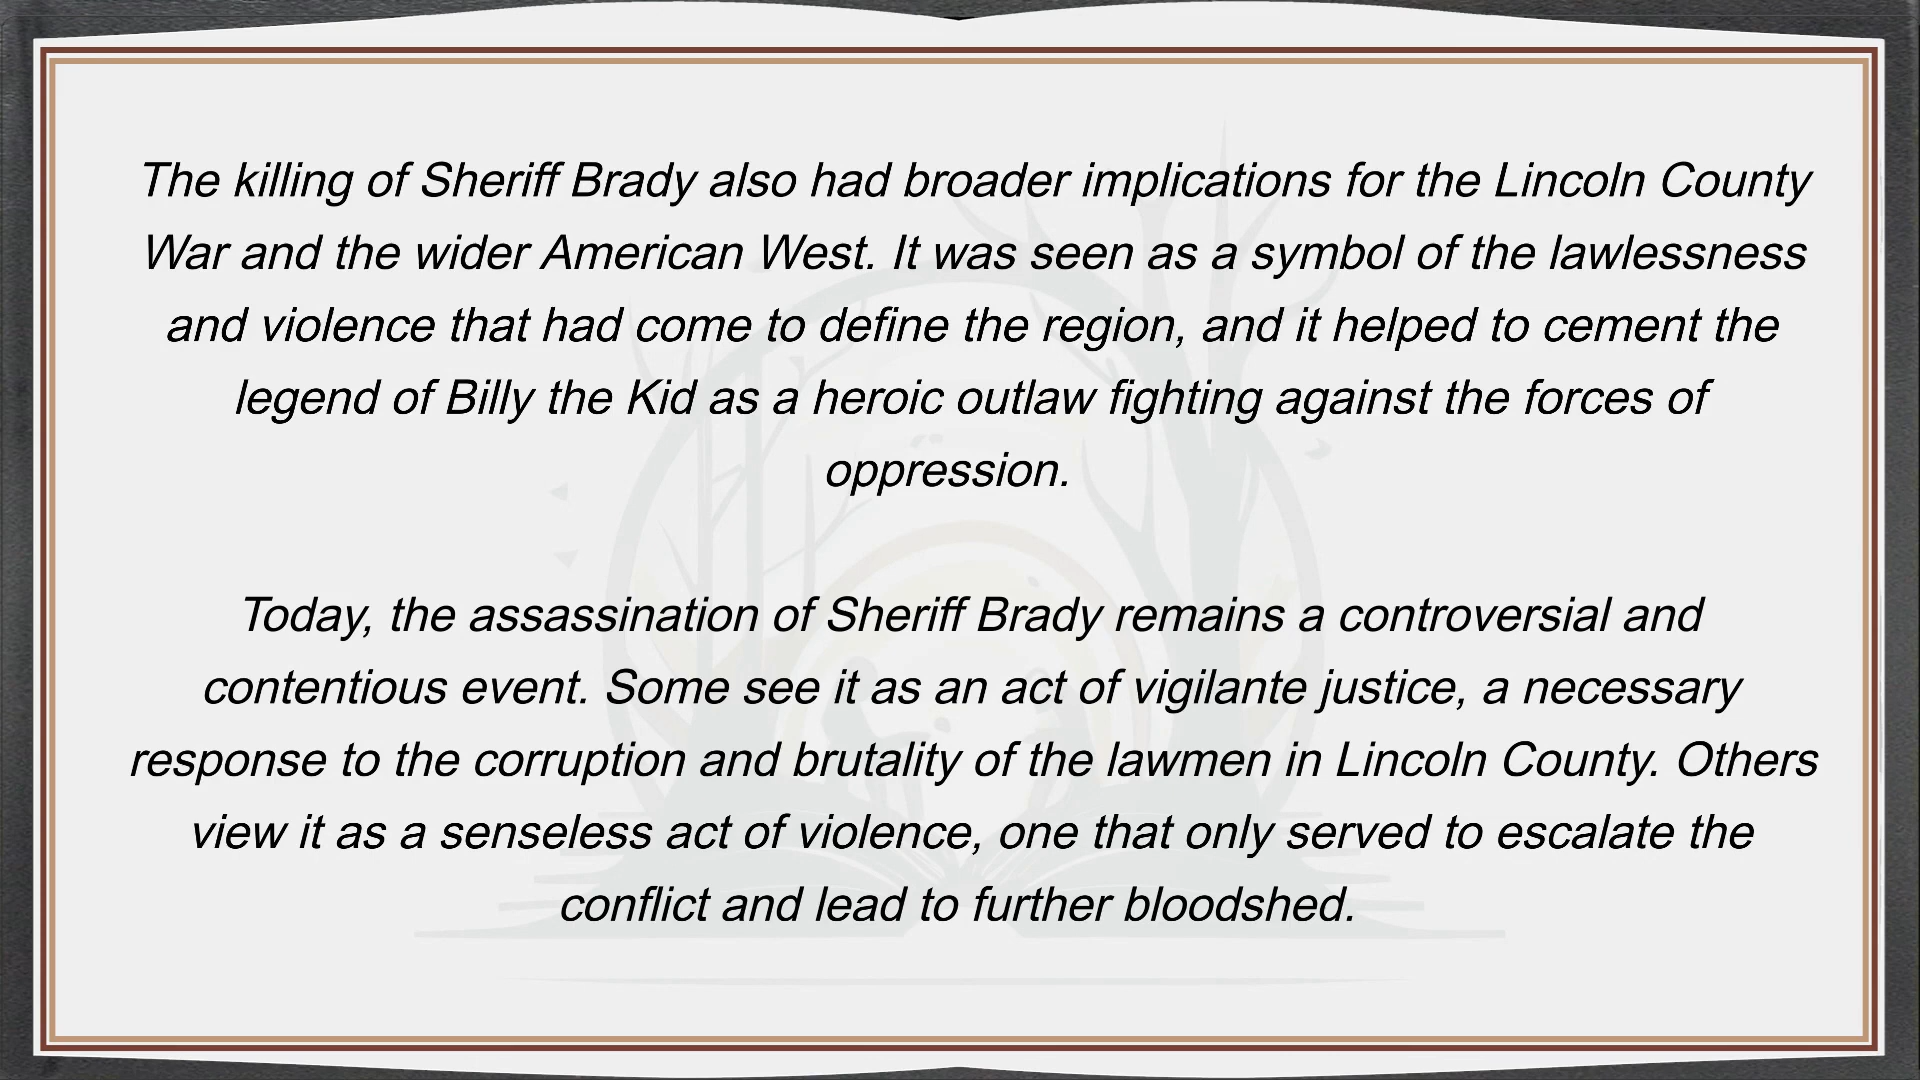 The killing of Sheriff Brady also had broader implications for the Lincoln County
War and the wider American West. It was seen as a symbol of the lawlessness
and violence that had come to define the region, and it helped to cement the
legend of Billy the Kid as a heroic outlaw fighting against the forces of
oppression.
Today, the assassination of Sheriff Brady remains a controversial and
contentious event. Some see it as an act of vigilante justice, a necessary
response to the corruption and brutality of the lawmen in Lincoln County. Others
view it as a senseless act of violence, one that only served to escalate the
conflict and lead to further bloodshed.